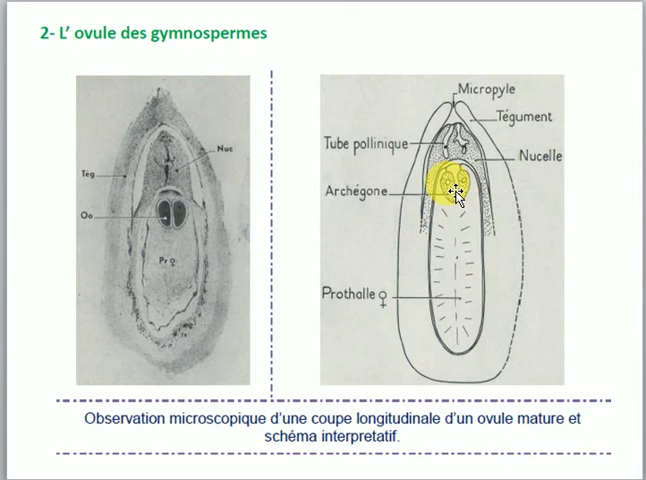 2- L' ovule des gymnospermes
Nuc
Tég
Oo
Pr ♀
Micropyle
Tégument
Tube pollinique
Nucelle
Archégone
Prothalle ♀
Observation microscopique d'une coupe longitudinale d'un ovule mature et
schéma interpretatif.